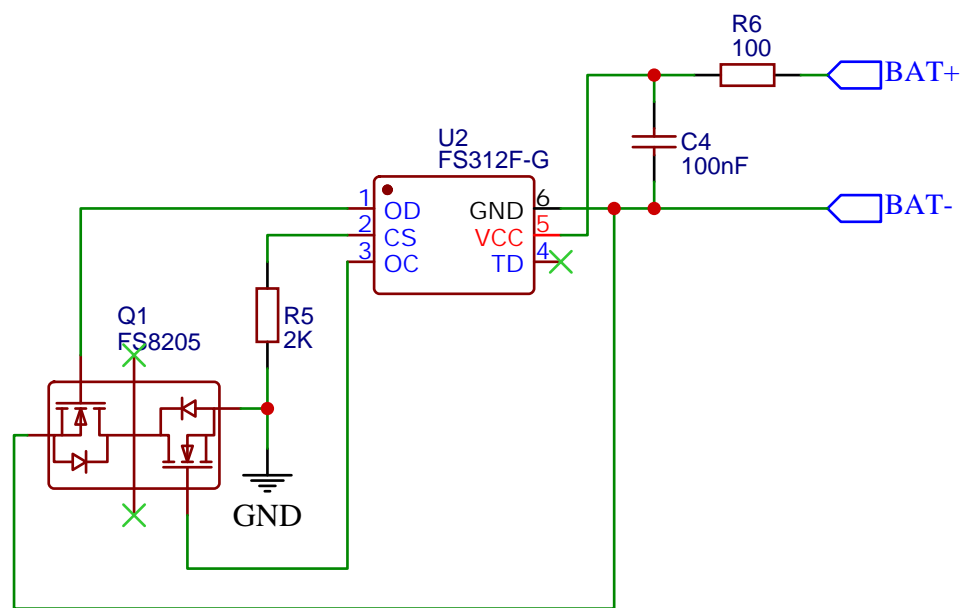 R6
100
BAT+
C4
100nF
U2
FS312F-G
1
OD
2
CS
3
OC
GND
6
VCC
5
TD
4
BAT-
R5
2K
Q1
FS8205
GND